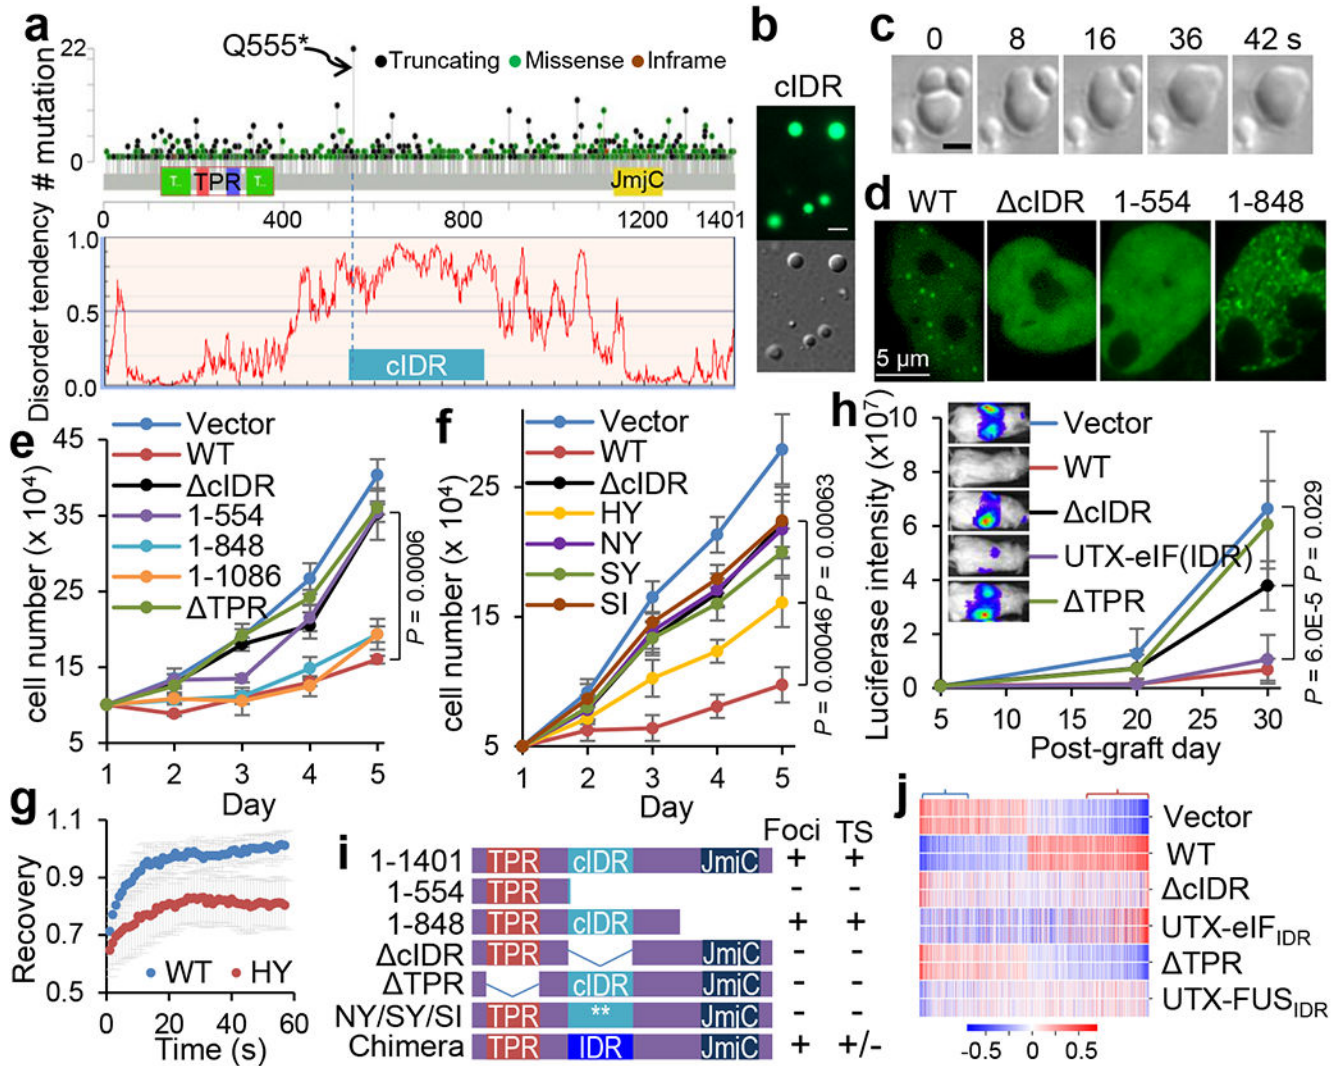 a
22
# mutation
0
Q555*
Truncating
Missense
Inframe
T..
TPR
T..
JmjC
0
400
800
1200
1401
Disorder tendency
1.0
0.5
0.0
cIDR
b
cIDR
c
0
8
16
36
42 s
d
WT
ΔcIDR
1-554
1-848
5 µm
e
cell number (x 10⁴)
45
35
25
15
5
Vector
WT
ΔcIDR
1-554
1-848
1-1086
ΔTPR
P = 0.0006
1
2
3
4
5
Day
f
cell number (x 10⁴)
25
15
5
Vector
WT
ΔcIDR
HY
NY
SY
SI
P = 0.00046
P = 0.00063
1
2
3
4
5
Day
h
Luciferase intensity (x10⁷)
10
8
6
4
2
0
Vector
WT
ΔcIDR
UTX-eIF(IDR)
ΔTPR
P = 6.0E-5
P = 0.029
5
10
15
20
25
30
Post-graft day
g
Recovery
1.1
0.9
0.7
0.5
WT
HY
0
20
40
60
Time (s)
i
Foci
TS
1-1401
TPR
cIDR
JmjC
+
+
1-554
TPR
-
-
1-848
TPR
cIDR
+
+
ΔcIDR
TPR
JmjC
-
-
ΔTPR
cIDR
JmjC
-
-
NY/SY/SI
TPR
**
JmjC
-
-
Chimera
TPR
IDR
JmjC
+
+/-
j
Vector
WT
ΔcIDR
UTX-eIF_IDR
ΔTPR
UTX-FUS_IDR
-0.5
0
0.5